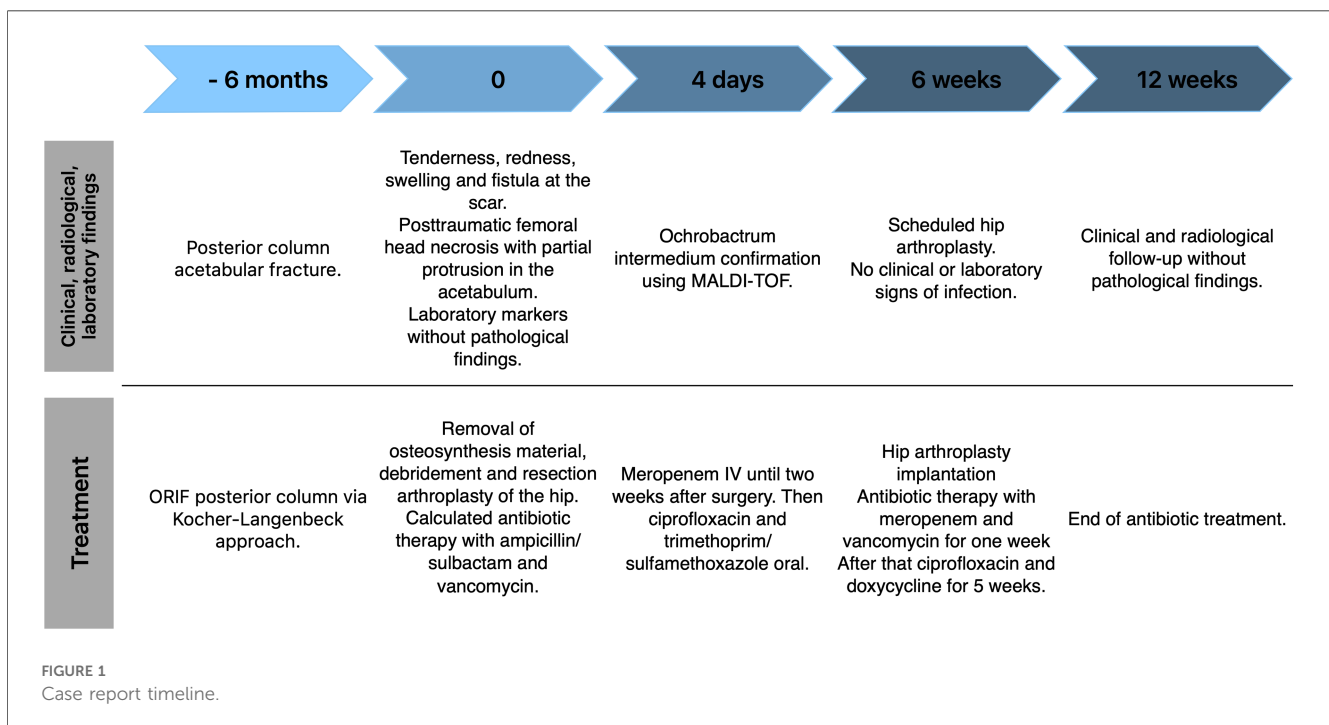 - 6 months
0
4 days
6 weeks
12 weeks
Clinical, radiological,
laboratory findings
Posterior column
acetabular fracture.
Tenderness, redness,
swelling and fistula at the
scar.
Posttraumatic femoral
head necrosis with partial
protrusion in the
acetabulum.
Laboratory markers
without pathological
findings.
Ochrobactrum
intermedium confirmation
using MALDI-TOF.
Scheduled hip
arthroplasty.
No clinical or laboratory
signs of infection.
Clinical and radiological
follow-up without
pathological findings.
Treatment
ORIF posterior column via
Kocher-Langenbeck
approach.
Removal of
osteosynthesis material,
debridement and resection
arthroplasty of the hip.
Calculated antibiotic
therapy with ampicillin/
sulbactam and
vancomycin.
Meropenem IV until two
weeks after surgery. Then
ciprofloxacin and
trimethoprim/
sulfamethoxazole oral.
Hip arthroplasty
implantation
Antibiotic therapy with
meropenem and
vancomycin for one week
After that ciprofloxacin and
doxycycline for 5 weeks.
End of antibiotic treatment.
FIGURE 1
Case report timeline.